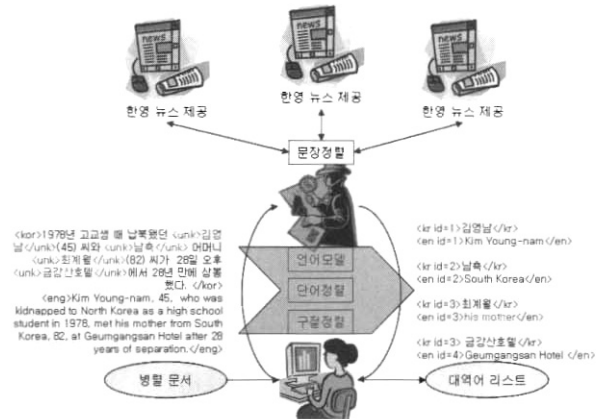 news
news
news
한영 뉴스 제공
한영 뉴스 제공
한영 뉴스 제공
문장정렬
<kor>1978년 고교생 때 납북됐던 <unk>김영
남</unk>(45) 씨와 <unk>남측</unk> 어머니
<unk>최계월</unk>(82) 씨가 28일 오후
<unk>금강산호텔</unk>에서 28년 만에 상봉
했다. </kor>
<eng>Kim Young-nam, 45, who was
kidnapped to North Korea as a high school
student in 1978, met his mother from South
Korea, 82, at Geumgangsan Hotel after 28
years of separation.</eng>
병렬 문서
언어모델
단어정렬
구절정렬
<kr id=1>김영남</kr>
<en id=1>Kim Young-nam</en>
<kr id=2>남측</kr>
<en id=2>South Korea</en>
<kr id=3>최계월</kr>
<en id=3>his mother</en>
<kr id=3> 금강산호텔</kr>
<en id=4>Geumgangsan Hotel </en>
대역어 리스트